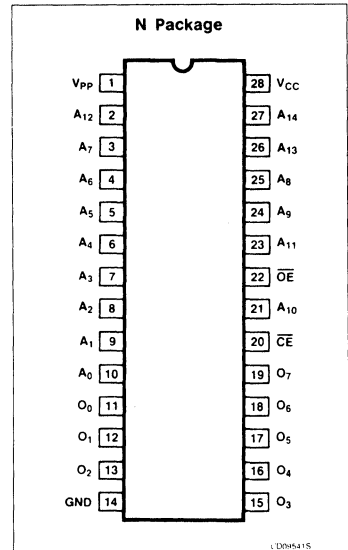 N Package
VPP 1 28 VCC
A12 2 27 A14
A7 3 26 A13
A6 4 25 A8
A5 5 24 A9
A4 6 23 A11
A3 7 22 OE
A2 8 21 A10
A1 9 20 CE
A0 10 19 O7
O0 11 18 O6
O1 12 17 O5
O2 13 16 O4
GND 14 15 O3